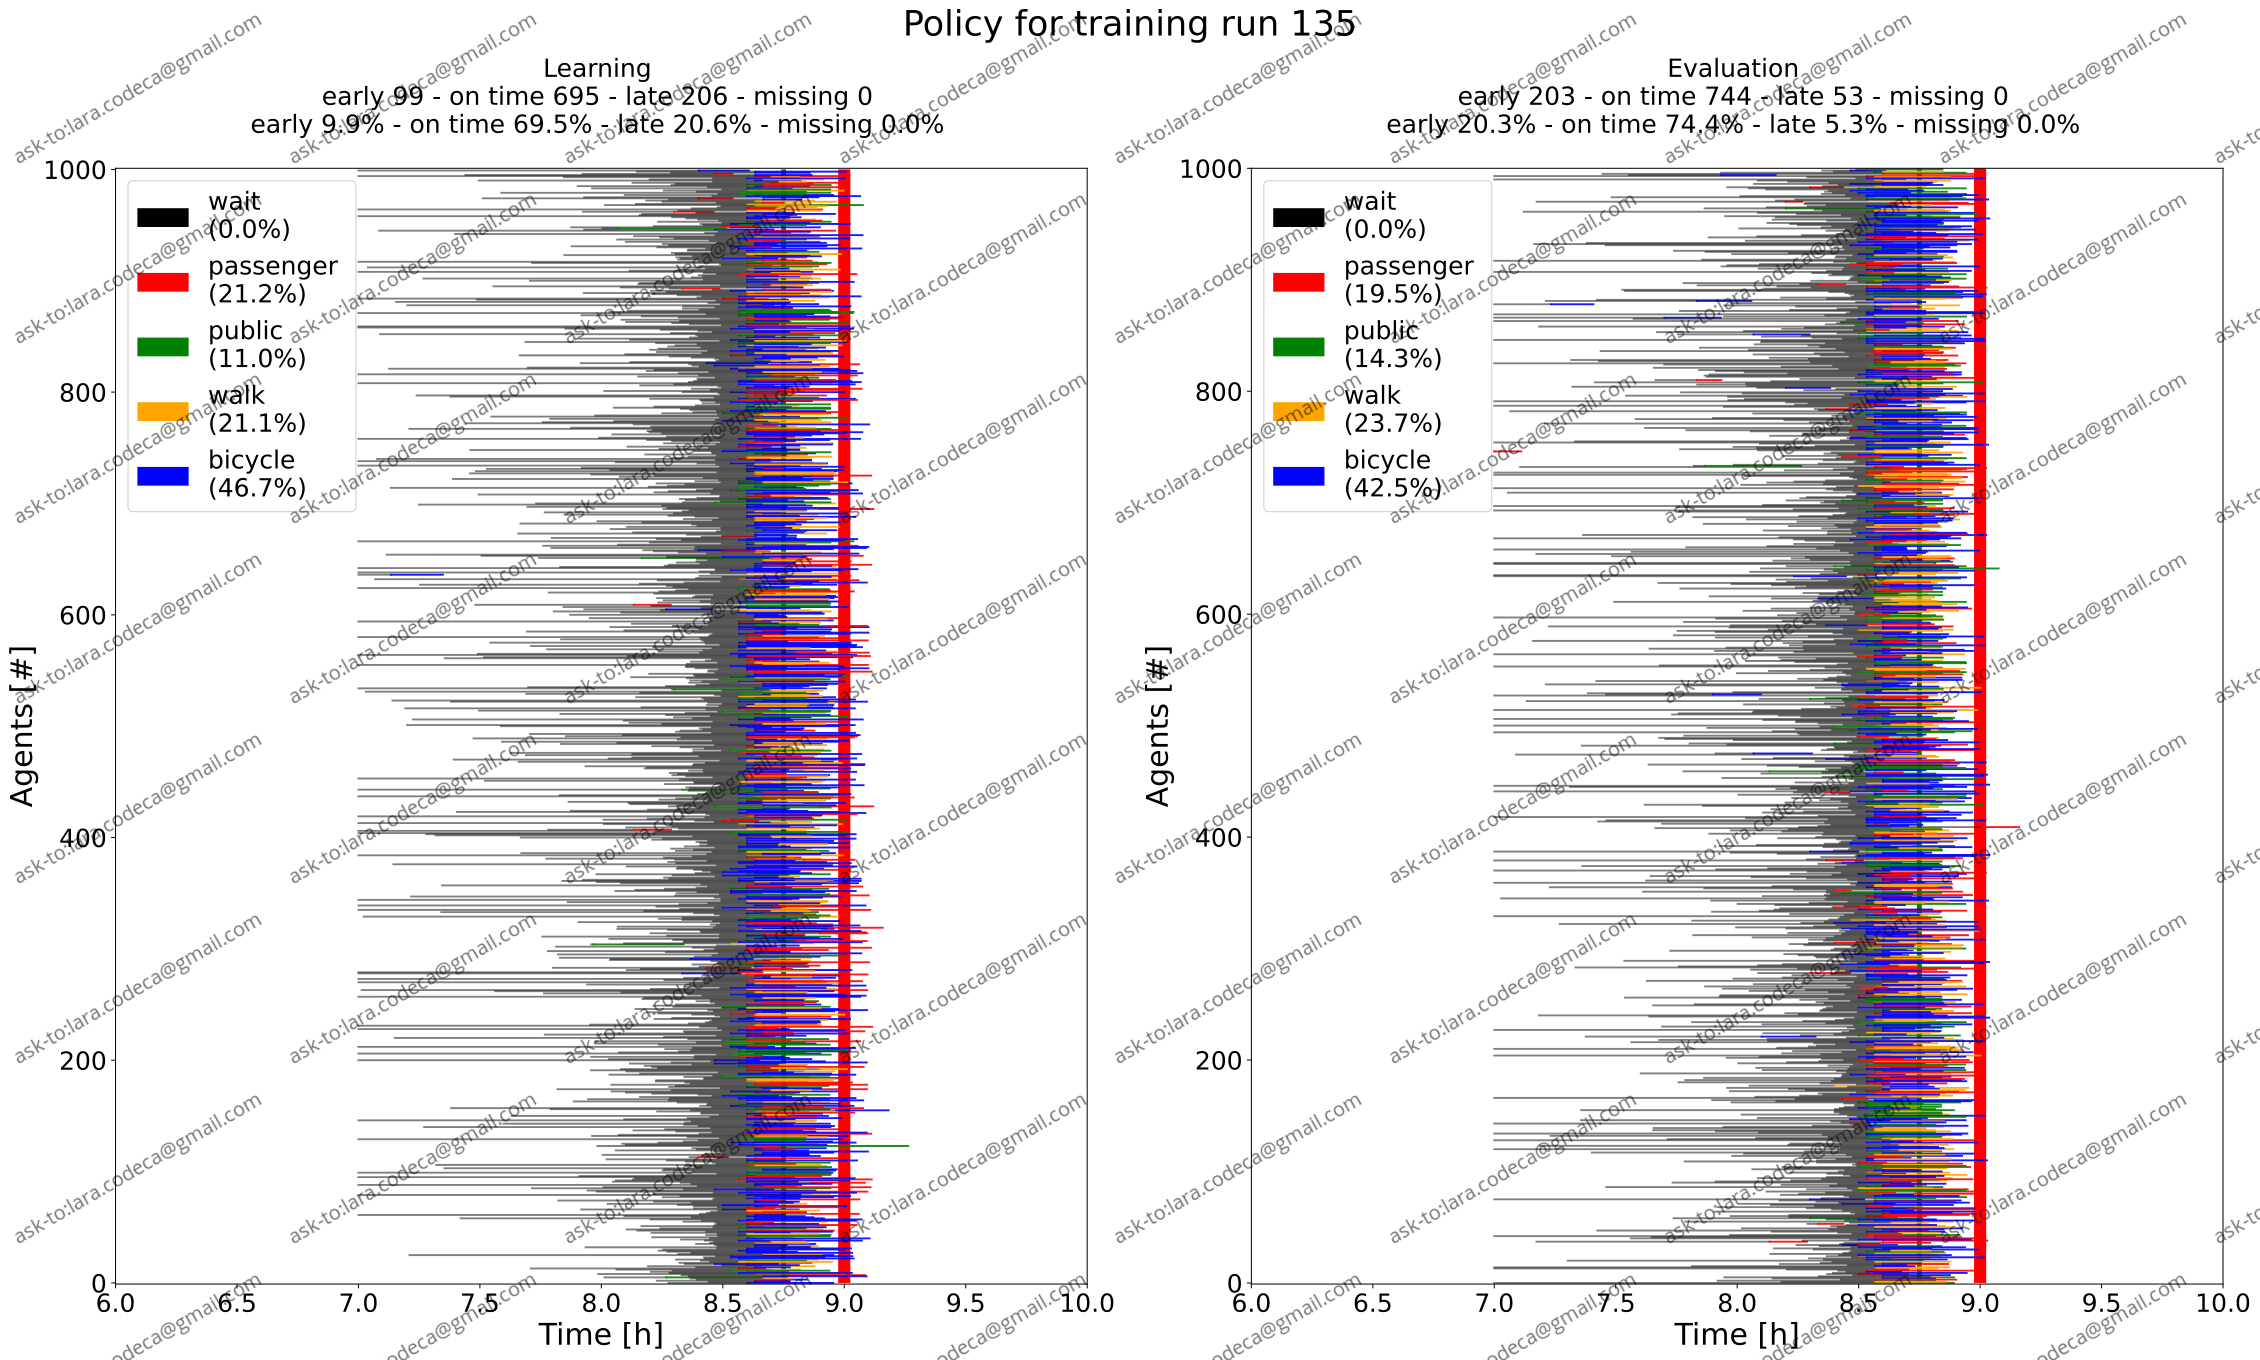 Policy for training run 135
Learning
early 99 - on time 695 - late 206 - missing 0
early 9.9% - on time 69.5% - late 20.6% - missing 0.0%
1000
800
600
400
200
0
Agents [#]
wait
(0.0%)
passenger
(21.2%)
public
(11.0%)
walk
(21.1%)
bicycle
(46.7%)
6.0 6.5 7.0 7.5 8.0 8.5 9.0 9.5 10.0
Time [h]
Evaluation
early 203 - on time 744 - late 53 - missing 0
early 20.3% - on time 74.4% - late 5.3% - missing 0.0%
1000
800
600
400
200
0
Agents [#]
wait
(0.0%)
passenger
(19.5%)
public
(14.3%)
walk
(23.7%)
bicycle
(42.5%)
6.0 6.5 7.0 7.5 8.0 8.5 9.0 9.5 10.0
Time [h]
ask-to:lara.codeca@gmail.com